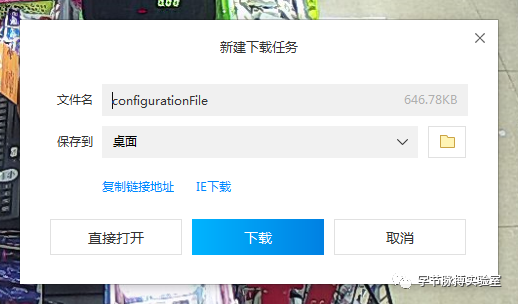 新建下载任务
文件名 configurationFile 646.78KB
保存到 桌面
复制链接地址 IE下载
直接打开 下载 取消
字节脉搏实验室